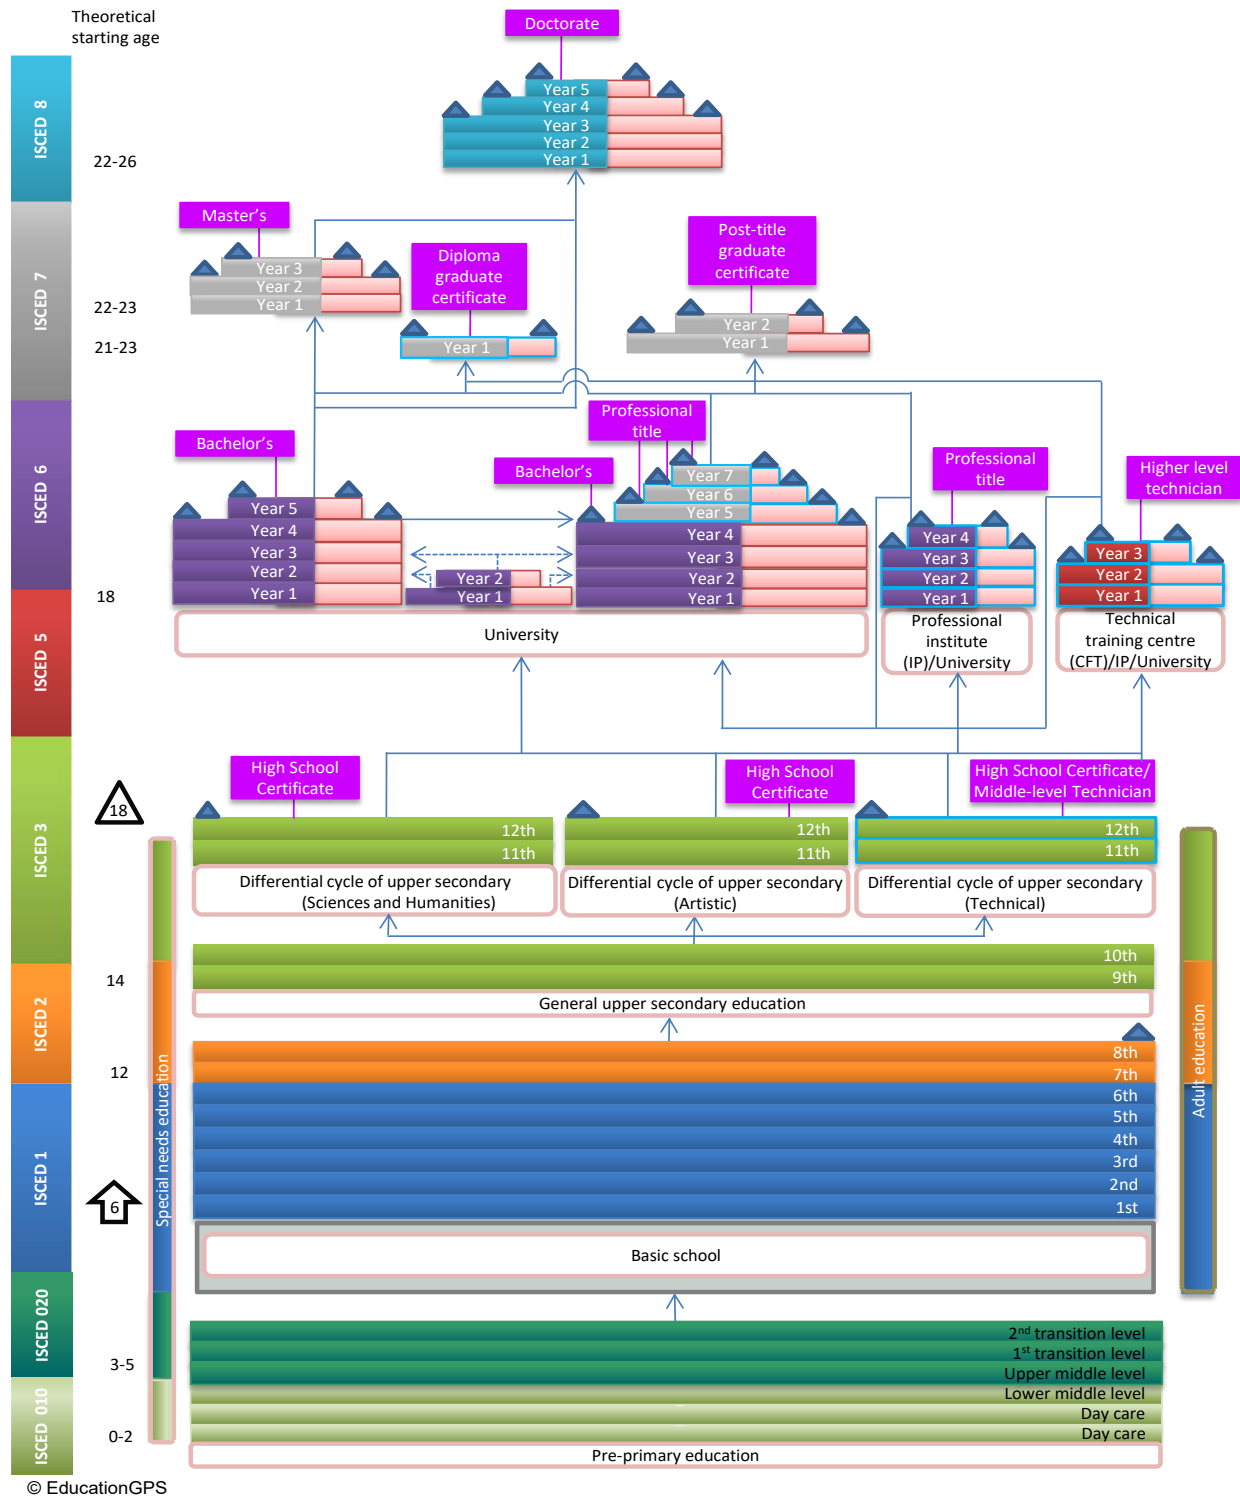 Theoretical
starting age
Doctorate
ISCED 8
22-26
Year 5
Year 4
Year 3
Year 2
Year 1
Master's
Diploma
graduate
certificate
Post-title
graduate
certificate
ISCED 7
Year 3
Year 2
Year 1
22-23
21-23
Year 1
Year 2
Year 1
ISCED 6
Bachelor's
Bachelor's
Professional
title
Professional
title
Higher level
technician
Year 5
Year 4
Year 3
Year 2
Year 1
Year 2
Year 1
Year 7
Year 6
Year 5
Year 4
Year 3
Year 2
Year 1
Year 4
Year 3
Year 2
Year 1
Year 3
Year 2
Year 1
18
ISCED 5
University
Professional
institute
(IP)/University
Technical
training centre
(CFT)/IP/University
ISCED 3
18
High School
Certificate
High School
Certificate
High School Certificate/
Middle-level Technician
12th
11th
12th
11th
12th
11th
Differential cycle of upper secondary
(Sciences and Humanities)
Differential cycle of upper secondary
(Artistic)
Differential cycle of upper secondary
(Technical)
10th
9th
14
General upper secondary education
ISCED 2
8th
7th
12
ISCED 1
6th
5th
4th
3rd
2nd
1st
6
Special needs education
Adult education
Basic school
ISCED 020
2nd transition level
1st transition level
Upper middle level
3-5
ISCED 010
Lower middle level
Day care
Day care
0-2
Pre-primary education
© EducationGPS